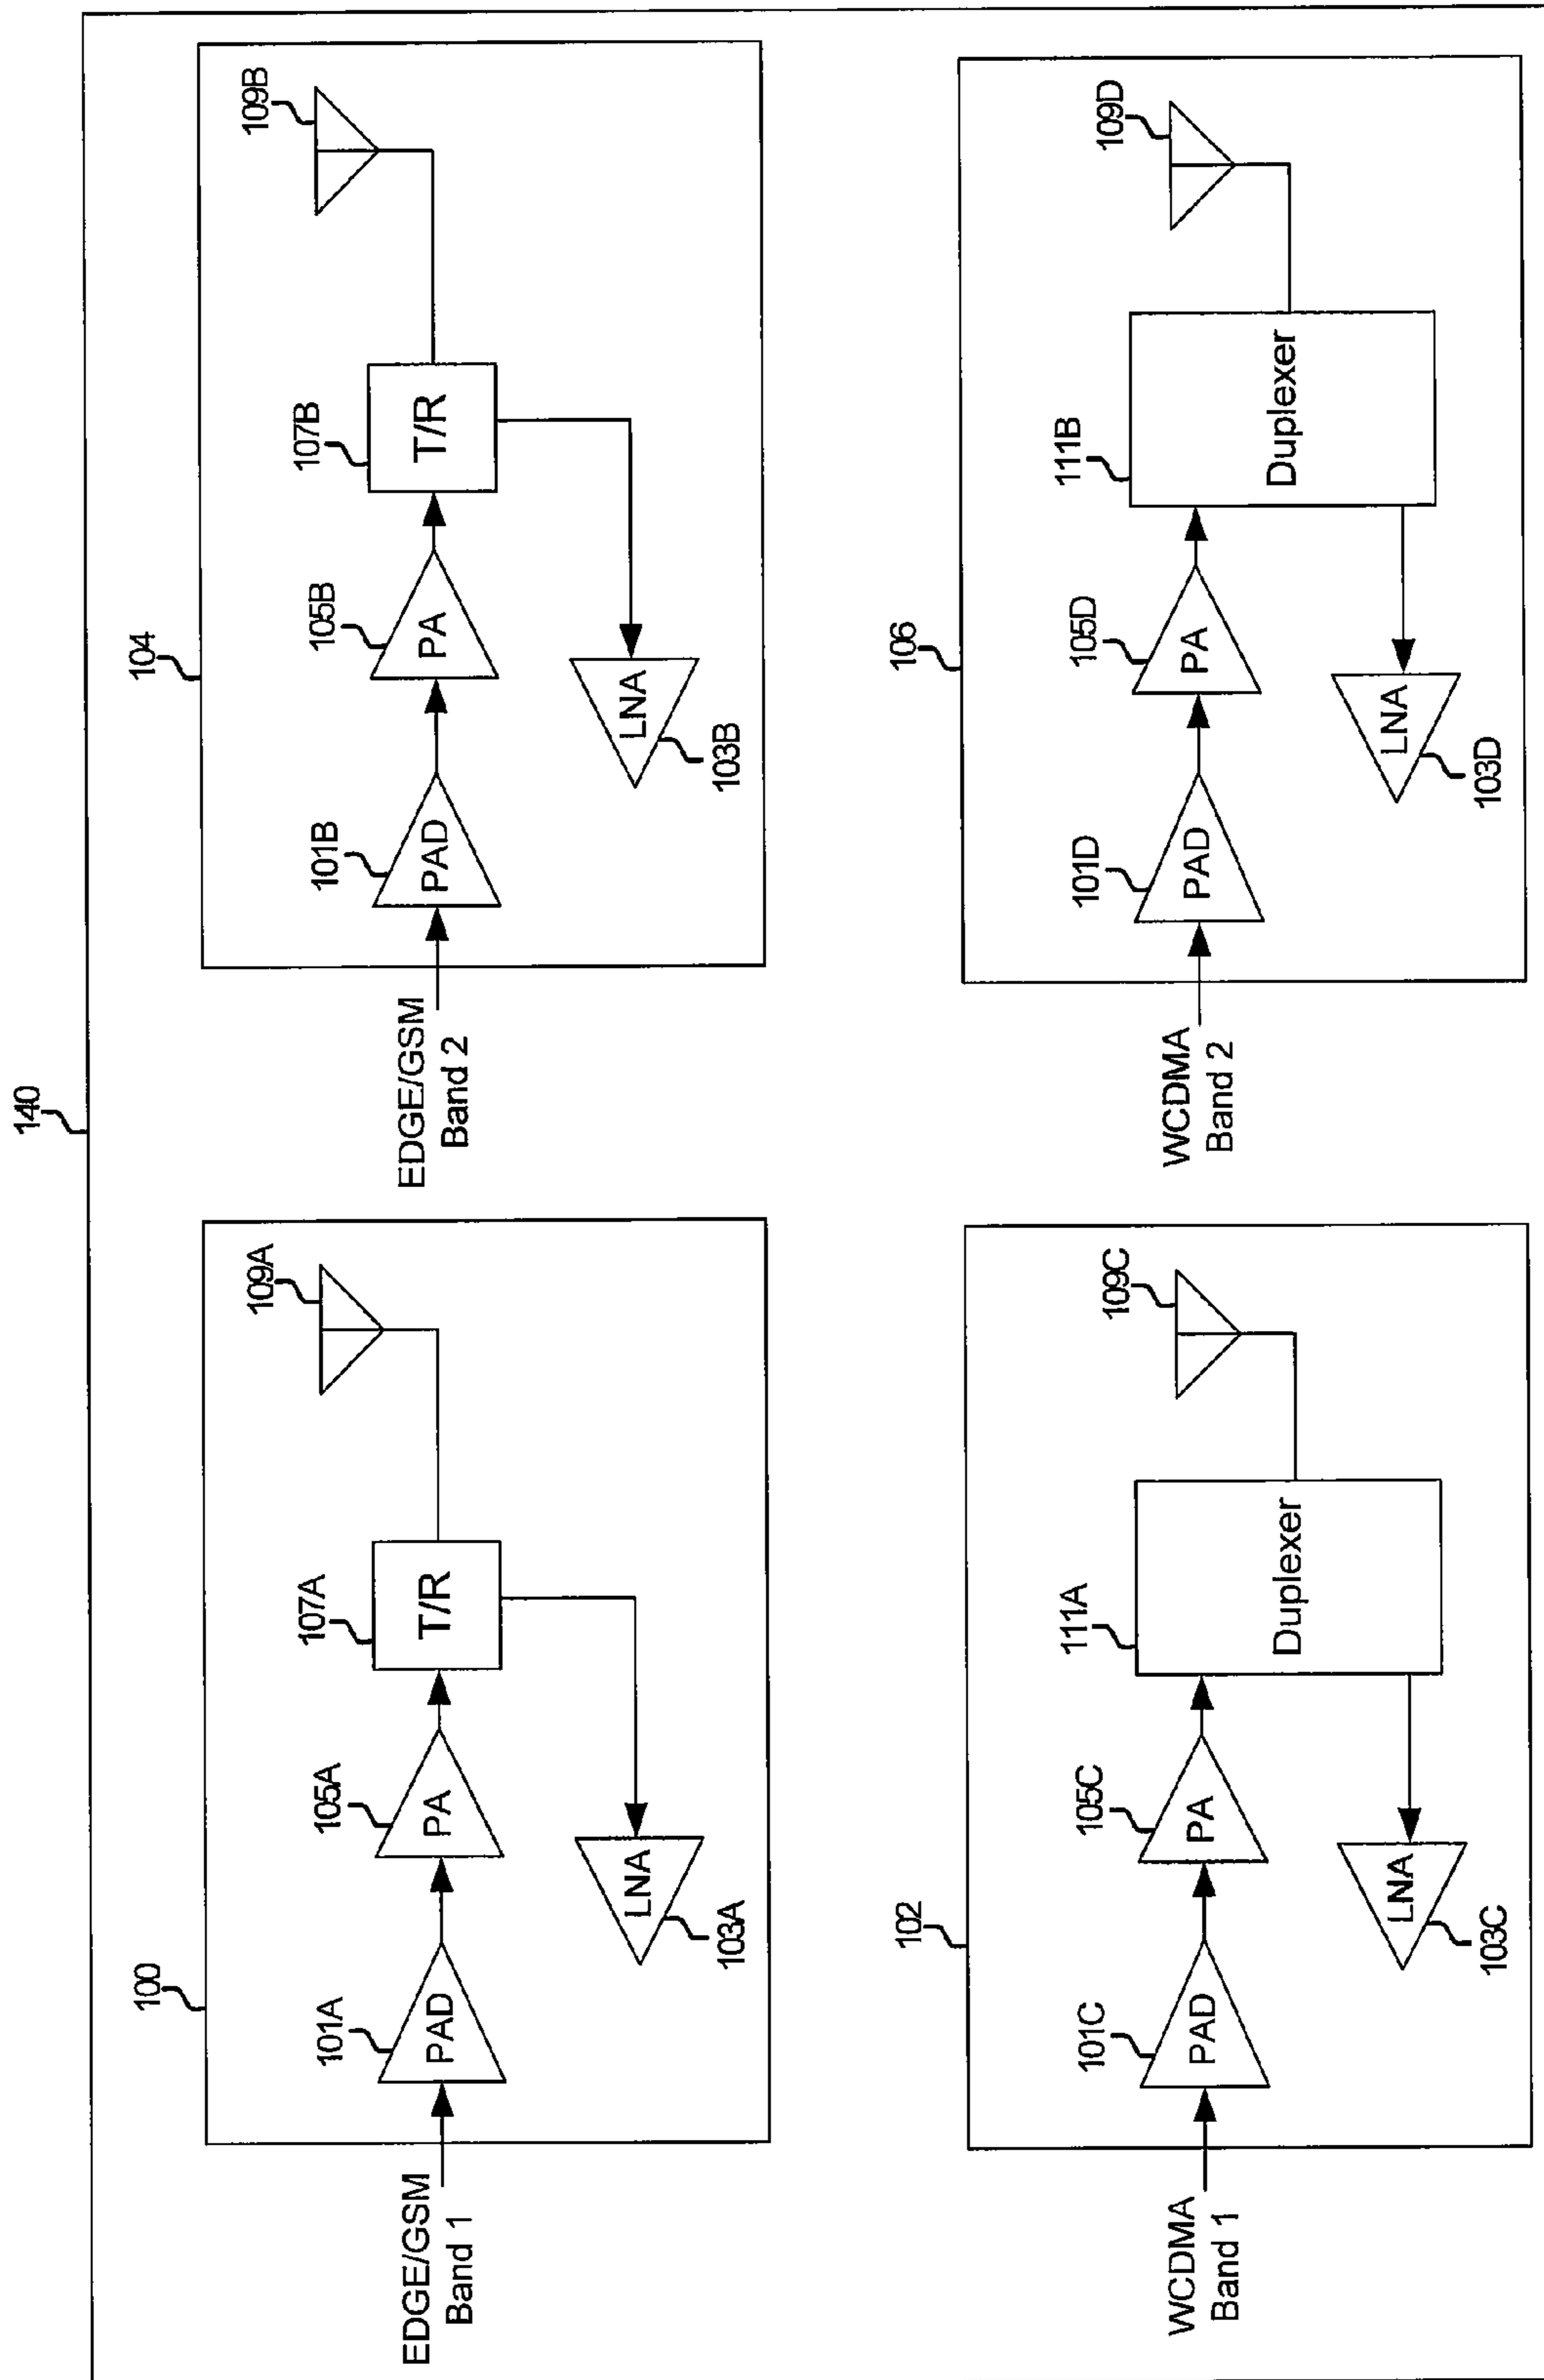 140
100
101A
PAD
105A
PA
107A
T/R
109A
LNA
103A
EDGE/GSM
Band 1
104
101B
PAD
105B
PA
107B
T/R
109B
LNA
103B
EDGE/GSM
Band 2
102
101C
PAD
105C
PA
111A
Duplexer
109C
LNA
103C
WCDMA
Band 1
106
101D
PAD
105D
PA
111B
Duplexer
109D
LNA
103D
WCDMA
Band 2